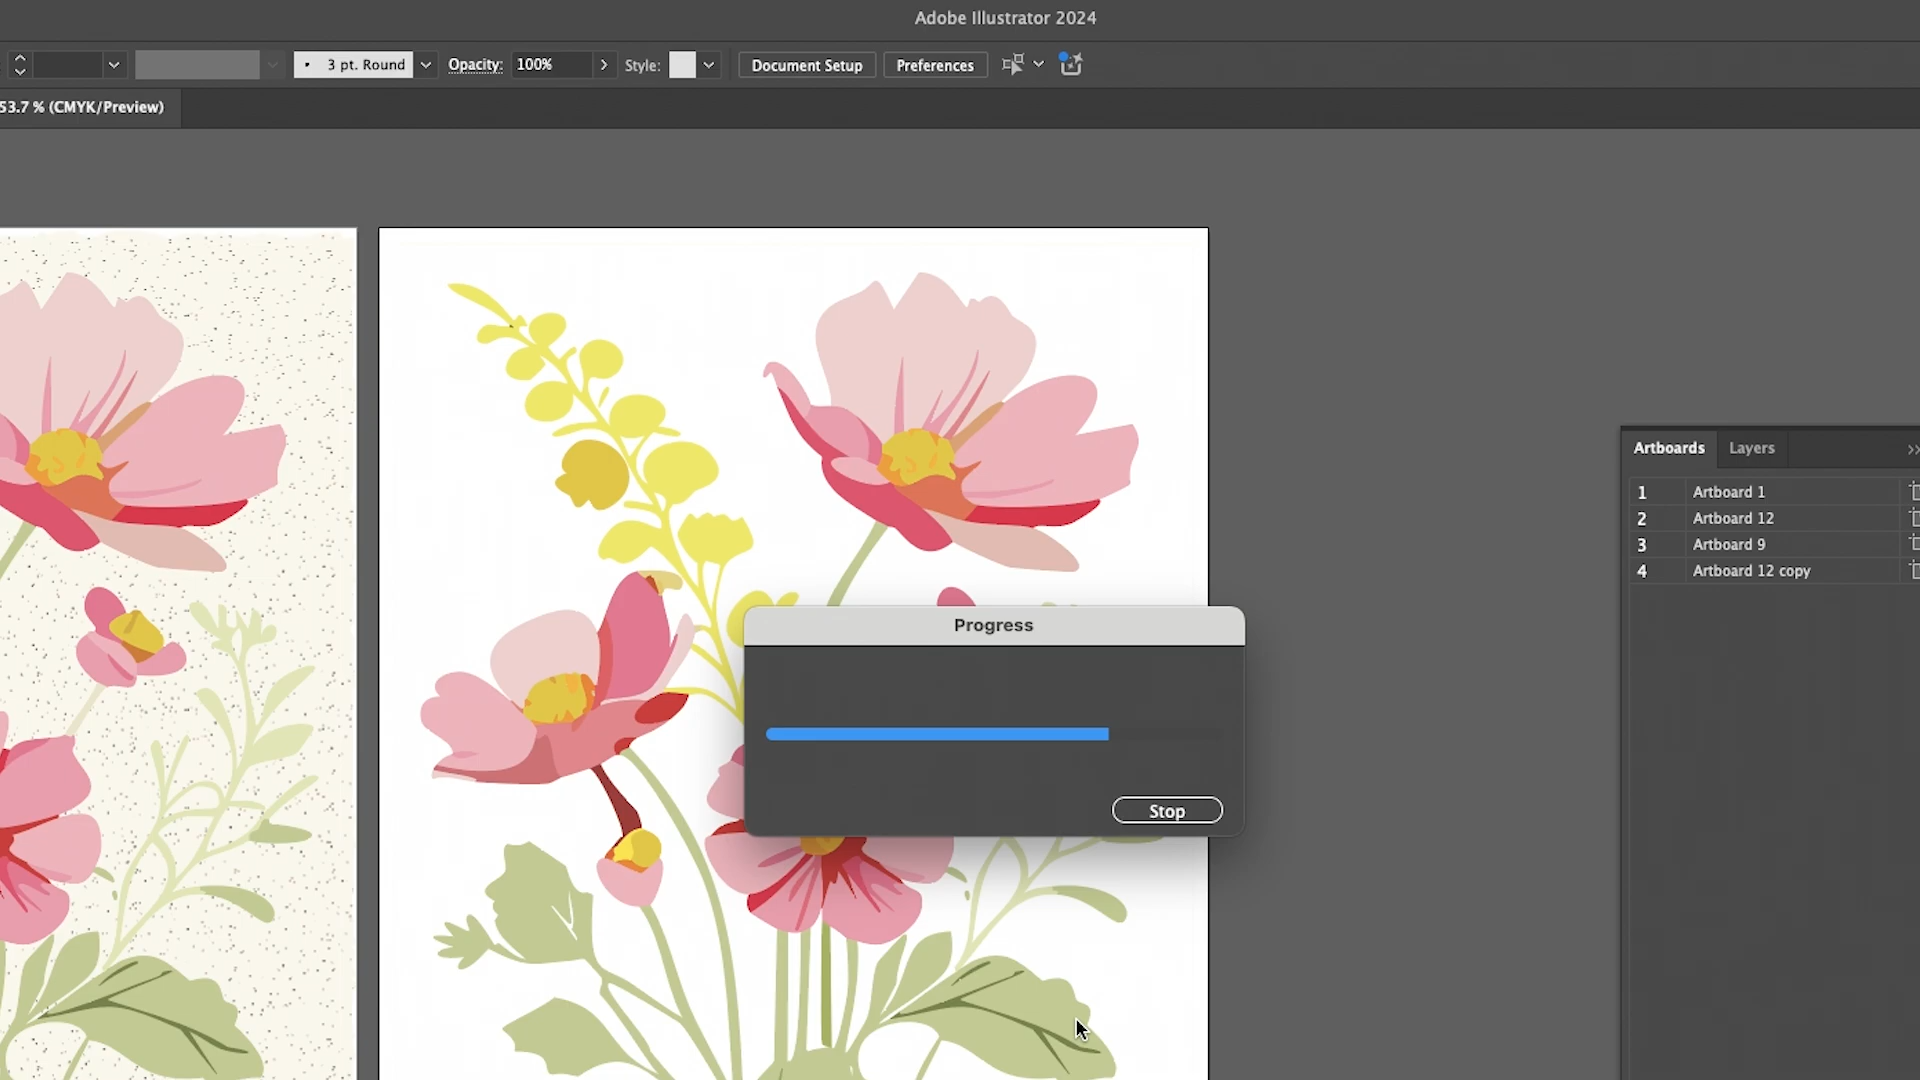 Adobe Illustrator 2024
3 pt. Round Opacity: 100% Style: Document Setup Preferences
53.7 % (CMYK/Preview)
Artboards Layers
1 Artboard 1
2 Artboard 12
3 Artboard 9
4 Artboard 12 copy
Progress
Stop